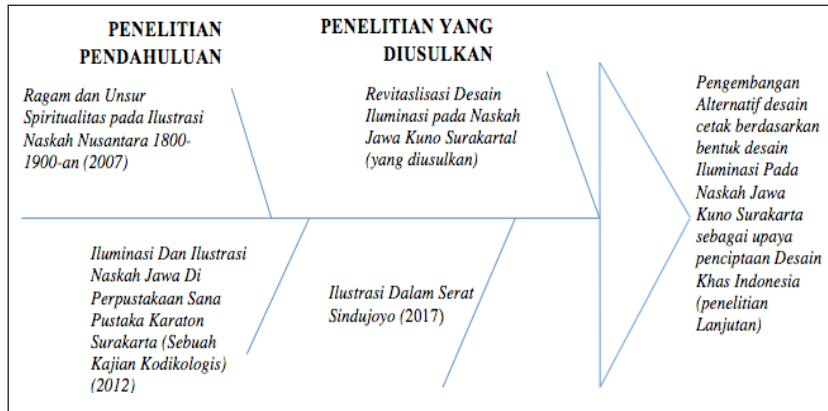 PENELITIAN
PENDAHULUAN
PENELITIAN YANG
DIUSULKAN
Ragam dan Unsur
Spiritualitas pada Ilustrasi
Naskah Nusantara 1800-
1900-an (2007)
Revitaslisasi Desain
Iluminasi pada Naskah
Jawa Kuno Surakartal
(yang diusulkan)
Iluminasi Dan Ilustrasi
Naskah Jawa Di
Perpustakaan Sana
Pustaka Karaton
Surakarta (Sebuah
Kajian Kodikologis)
(2012)
Ilustrasi Dalam Serat
Sindujoyo (2017)
Pengembangan
Alternatif desain
cetak berdasarkan
bentuk desain
Iluminasi Pada
Naskah Jawa
Kuno Surakarta
sebagai upaya
penciptaan Desain
Khas Indonesia
(penelitian
Lanjutan)